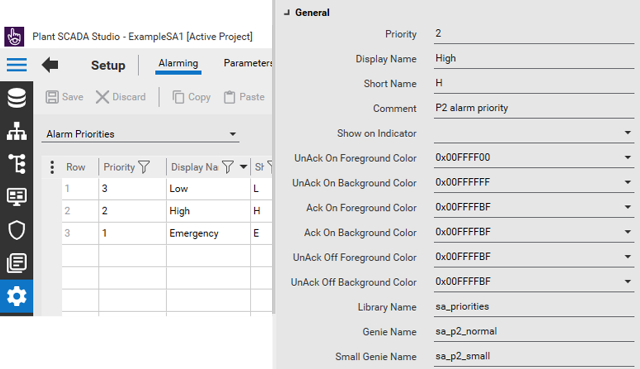 Plant SCADA Studio - ExampleSA1 [Active Project]
Setup Alarming Parameters
Save Discard Copy Paste
Alarm Priorities
Row Priority Display Na Sh
1 3 Low L
2 2 High H
3 1 Emergency E
General
Priority 2
Display Name High
Short Name H
Comment P2 alarm priority
Show on Indicator
UnAck On Foreground Color 0x00FFFF00
UnAck On Background Color 0x00FFFFFF
Ack On Foreground Color 0x00FFFFBF
Ack On Background Color 0x00FFFFBF
UnAck Off Foreground Color 0x00FFFFBF
UnAck Off Background Color 0x00FFFFBF
Library Name sa_priorities
Genie Name sa_p2_normal
Small Genie Name sa_p2_small